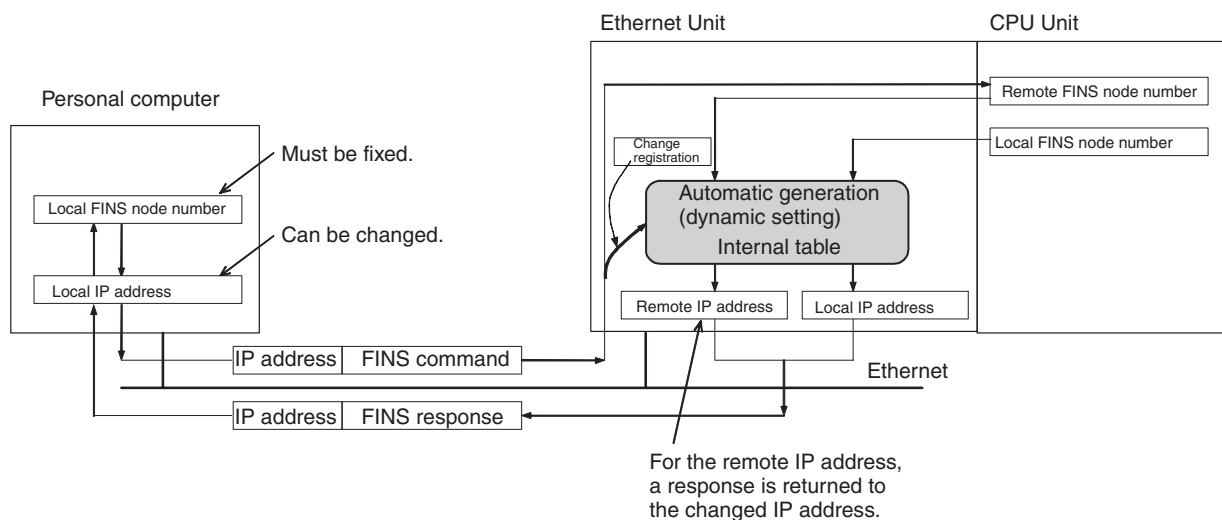 Ethernet Unit
CPU Unit
Personal computer
Remote FINS node number
Must be fixed.
Change
registration
Local FINS node number
Automatic generation
(dynamic setting)
Internal table
Local FINS node number
Can be changed.
Local IP address
Remote IP address
Local IP address
IP address
FINS command
Ethernet
IP address
FINS response
For the remote IP address,
a response is returned to
the changed IP address.